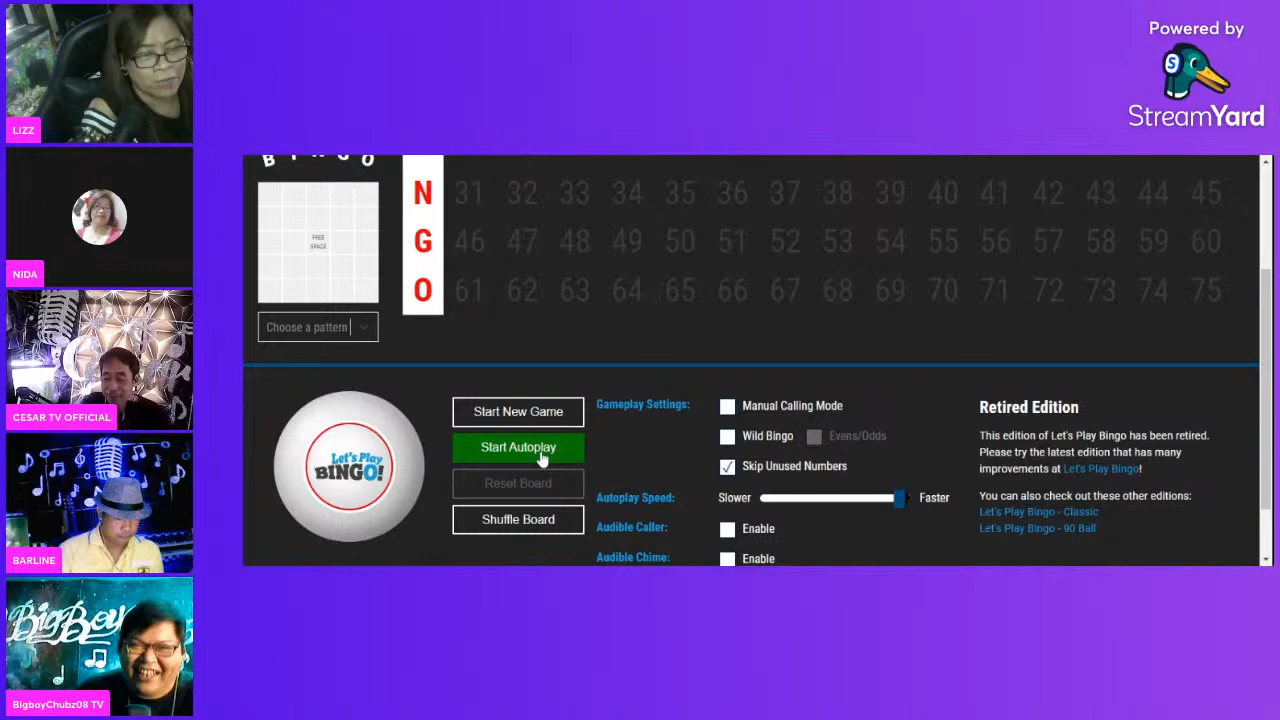 LIZZ
NIDA
CESAR TV OFFICIAL
BARLINE
BigBoy
BigboyChubz08 TV
Powered by
S
StreamYard
B I N G O
FREE
SPACE
Choose a pattern
N 31 32 33 34 35 36 37 38 39 40 41 42 43 44 45
G 46 47 48 49 50 51 52 53 54 55 56 57 58 59 60
O 61 62 63 64 65 66 67 68 69 70 71 72 73 74 75
Let's Play
BINGO!
Start New Game
Start Autoplay
Reset Board
Shuffle Board
Gameplay Settings:
Manual Calling Mode
Wild Bingo Evens/Odds
Skip Unused Numbers
Autoplay Speed: Slower Faster
Audible Caller: Enable
Audible Chime: Enable
Retired Edition
This edition of Let's Play Bingo has been retired.
Please try the latest edition that has many
improvements at Let's Play Bingo!
You can also check out these other editions:
Let's Play Bingo - Classic
Let's Play Bingo - 90 Ball